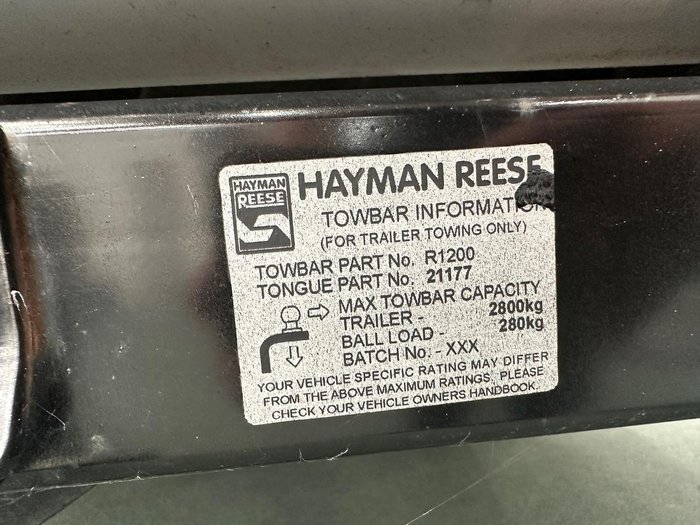 HAYMAN
REESE
HAYMAN REESE
TOWBAR INFORMATION
(FOR TRAILER TOWING ONLY)
TOWBAR PART No. R1200
TONGUE PART No. 21177
MAX TOWBAR CAPACITY
TRAILER - 2800kg
BALL LOAD - 280kg
BATCH No. - XXX
YOUR VEHICLE SPECIFIC RATING MAY DIFFER
FROM THE ABOVE MAXIMUM RATINGS. PLEASE
CHECK YOUR VEHICLE OWNERS HANDBOOK.